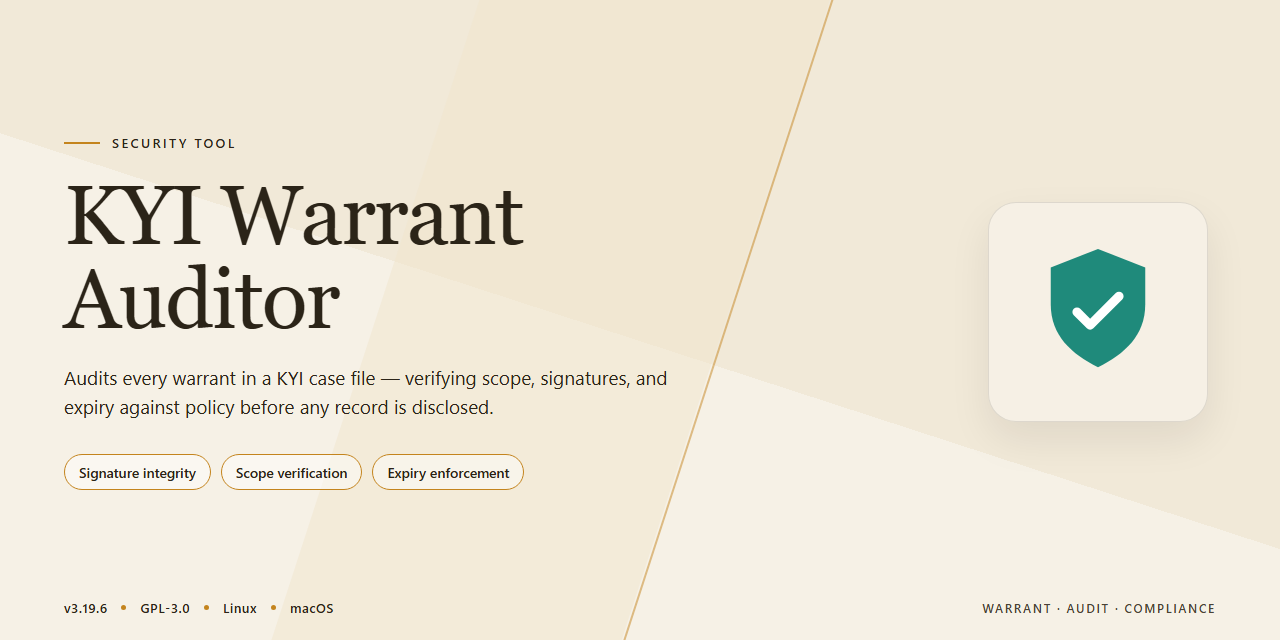 SECURITY TOOL
KYI Warrant
Auditor
Audits every warrant in a KYI case file — verifying scope, signatures, and
expiry against policy before any record is disclosed.
Signature integrity
Scope verification
Expiry enforcement
v3.19.6 • GPL-3.0 • Linux • macOS
WARRANT · AUDIT · COMPLIANCE